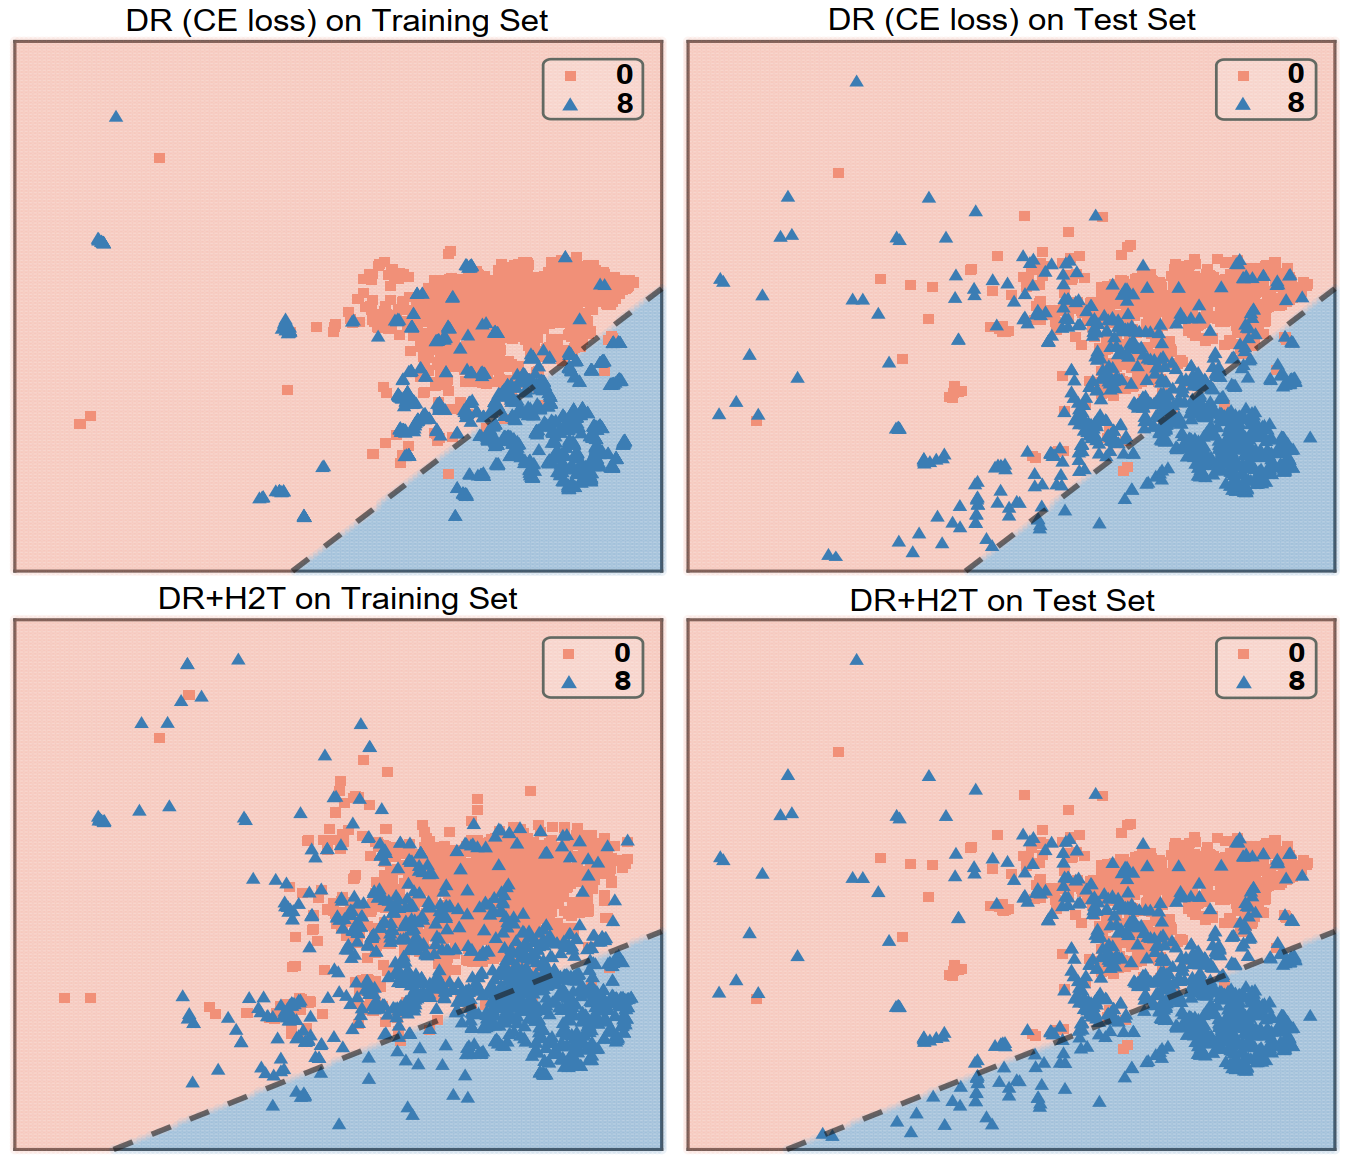 DR (CE loss) on Training Set
DR (CE loss) on Test Set
0
8
0
8
DR+H2T on Training Set
DR+H2T on Test Set
0
8
0
8